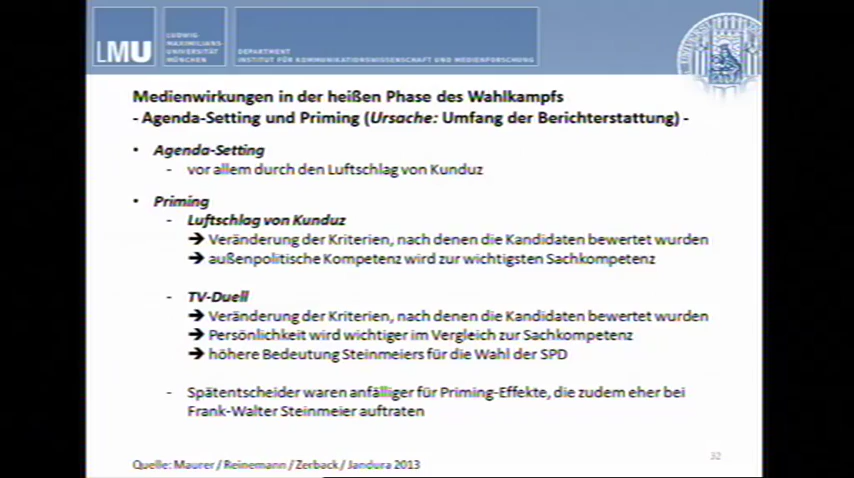 LMU
LUDWIG-
MAXIMILIANS-
UNIVERSITÄT
MÜNCHEN
DEPARTMENT
INSTITUT FÜR KOMMUNIKATIONSWISSENSCHAFT UND MEDIENFORSCHUNG
Medienwirkungen in der heißen Phase des Wahlkampfs
- Agenda-Setting und Priming (Ursache: Umfang der Berichterstattung) -
• Agenda-Setting
- vor allem durch den Luftschlag von Kunduz
• Priming
- Luftschlag von Kunduz
➔ Veränderung der Kriterien, nach denen die Kandidaten bewertet wurden
➔ außenpolitische Kompetenz wird zur wichtigsten Sachkompetenz
- TV-Duell
➔ Veränderung der Kriterien, nach denen die Kandidaten bewertet wurden
➔ Persönlichkeit wird wichtiger im Vergleich zur Sachkompetenz
➔ höhere Bedeutung Steinmeiers für die Wahl der SPD
- Spätentscheider waren anfälliger für Priming-Effekte, die zudem eher bei
Frank-Walter Steinmeier auftraten
32
Quelle: Maurer / Reinemann / Zerback / Jandura 2013